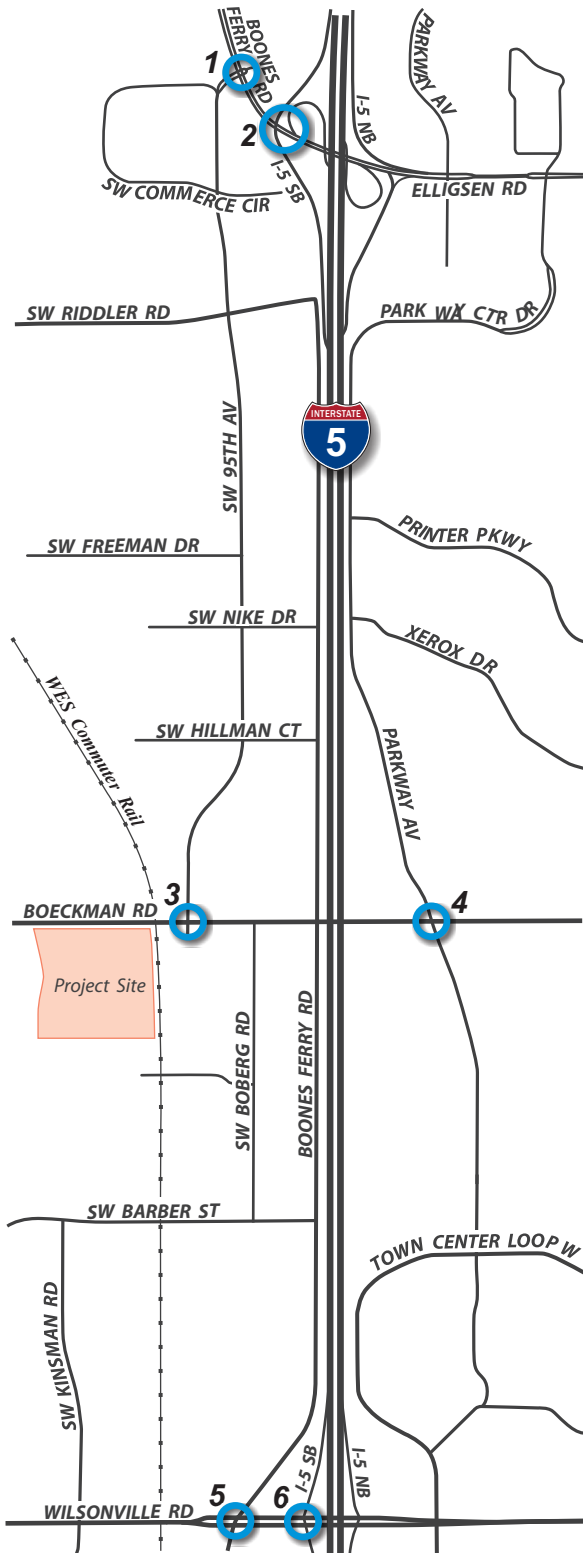 1
BOONES
FERRY RD
2
I-5 SB
I-5 NB
PARKWAY AV
SW COMMERCE CIR
ELLIGSEN RD
SW RIDDLER RD
PARK WAY CTR DR
INTERSTATE
5
SW 95TH AV
SW FREEMAN DR
PRINTER PKWY
SW NIKE DR
XEROX DR
WES Commuter Rail
SW HILLMAN CT
PARKWAY AV
3
4
BOECKMAN RD
Project Site
SW BOBERG RD
BOONES FERRY RD
SW BARBER ST
TOWN CENTER LOOP W
SW KINSMAN RD
I-5 SB
I-5 NB
5
6
WILSONVILLE RD